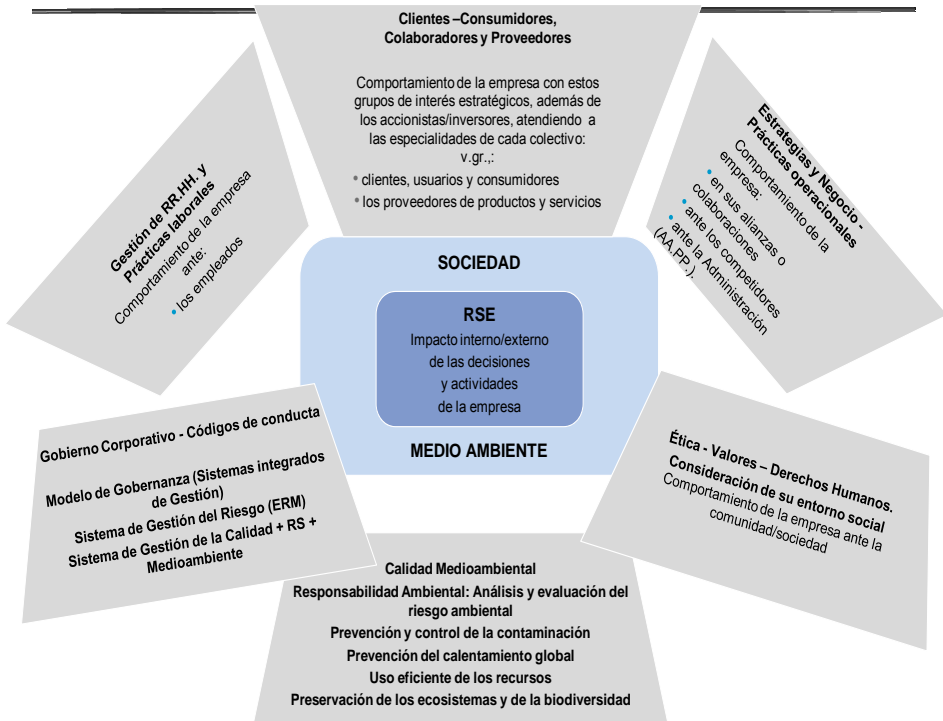 Clientes –Consumidores,
Colaboradores y Proveedores
Comportamiento de la empresa con estos
grupos de interés estratégicos, además de
los accionistas/inversores, atendiendo a
las especialidades de cada colectivo:
v.gr.,:
• clientes, usuarios y consumidores
• los proveedores de productos y servicios
Gestión de RR.HH. y
Prácticas laborales
Comportamiento de la empresa
ante:
• los empleados
Estrategias y Negocio -
Prácticas operacionales
Comportamiento de la
empresa:
• en sus alianzas o
colaboraciones
• ante los competidores
• ante la Administración
(AA.PP.).
SOCIEDAD
RSE
Impacto interno/externo
de las decisiones
y actividades
de la empresa
MEDIO AMBIENTE
Gobierno Corporativo - Códigos de conducta
Modelo de Gobernanza (Sistemas integrados
de Gestión)
Sistema de Gestión del Riesgo (ERM)
Sistema de Gestión de la Calidad + RS +
Medioambiente
Ética - Valores – Derechos Humanos.
Consideración de su entorno social
Comportamiento de la empresa ante la
comunidad/sociedad
Calidad Medioambiental
Responsabilidad Ambiental: Análisis y evaluación del
riesgo ambiental
Prevención y control de la contaminación
Prevención del calentamiento global
Uso eficiente de los recursos
Preservación de los ecosistemas y de la biodiversidad